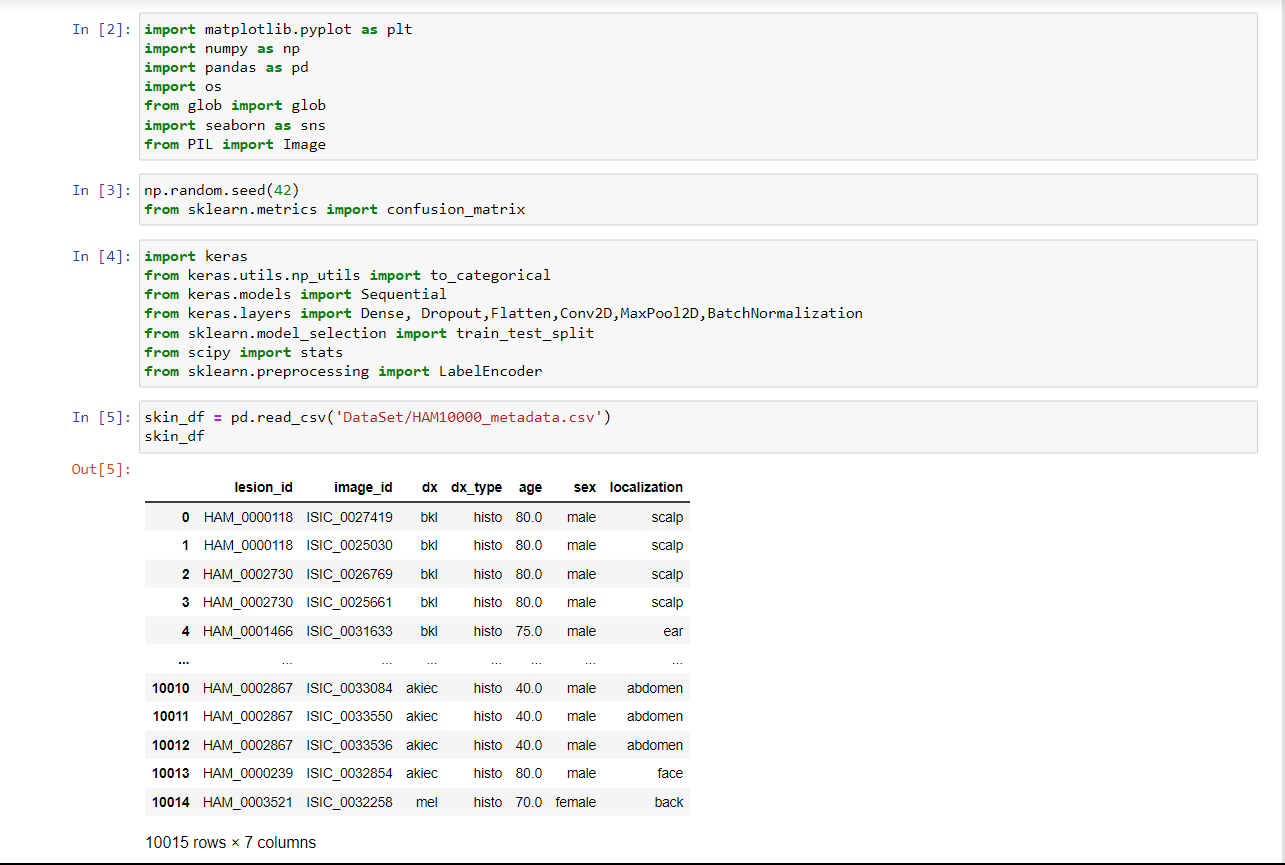 In [2]: import matplotlib.pyplot as plt
import numpy as np
import pandas as pd
import os
from glob import glob
import seaborn as sns
from PIL import Image
In [3]: np.random.seed(42)
from sklearn.metrics import confusion_matrix
In [4]: import keras
from keras.utils.np_utils import to_categorical
from keras.models import Sequential
from keras.layers import Dense, Dropout,Flatten,Conv2D,MaxPool2D,BatchNormalization
from sklearn.model_selection import train_test_split
from scipy import stats
from sklearn.preprocessing import LabelEncoder
In [5]: skin_df = pd.read_csv('DataSet/HAM10000_metadata.csv')
skin_df
Out[5]:
lesion_id image_id dx dx_type age sex localization
0 HAM_0000118 ISIC_0027419 bkl histo 80.0 male scalp
1 HAM_0000118 ISIC_0025030 bkl histo 80.0 male scalp
2 HAM_0002730 ISIC_0026769 bkl histo 80.0 male scalp
3 HAM_0002730 ISIC_0025661 bkl histo 80.0 male scalp
4 HAM_0001466 ISIC_0031633 bkl histo 75.0 male ear
... ... ... ... ... ... ... ...
10010 HAM_0002867 ISIC_0033084 akiec histo 40.0 male abdomen
10011 HAM_0002867 ISIC_0033550 akiec histo 40.0 male abdomen
10012 HAM_0002867 ISIC_0033536 akiec histo 40.0 male abdomen
10013 HAM_0000239 ISIC_0032854 akiec histo 80.0 male face
10014 HAM_0003521 ISIC_0032258 mel histo 70.0 female back
10015 rows × 7 columns